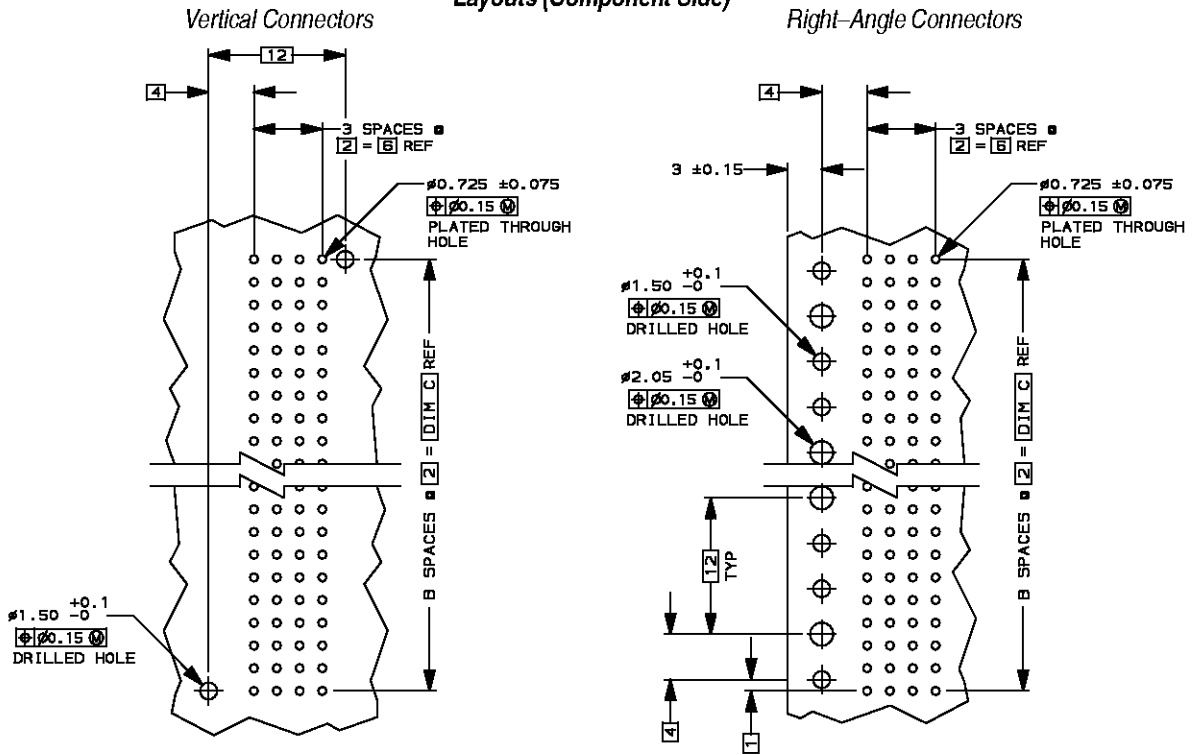 Layouts (Component Side)
Vertical Connectors
12
4
3 SPACES
2 = 6 REF
ø0.725 ±0.075
⌖ ø0.15 Ⓜ
PLATED THROUGH
HOLE
B SPACES 2 = DIM C REF
+0.1
ø1.50 -0
⌖ ø0.15 Ⓜ
DRILLED HOLE
Right–Angle Connectors
4
3 SPACES
2 = 6 REF
3 ±0.15
ø0.725 ±0.075
⌖ ø0.15 Ⓜ
PLATED THROUGH
HOLE
+0.1
ø1.50 -0
⌖ ø0.15 Ⓜ
DRILLED HOLE
+0.1
ø2.05 -0
⌖ ø0.15 Ⓜ
DRILLED HOLE
12
TYP
B SPACES 2 = DIM C REF
4
1